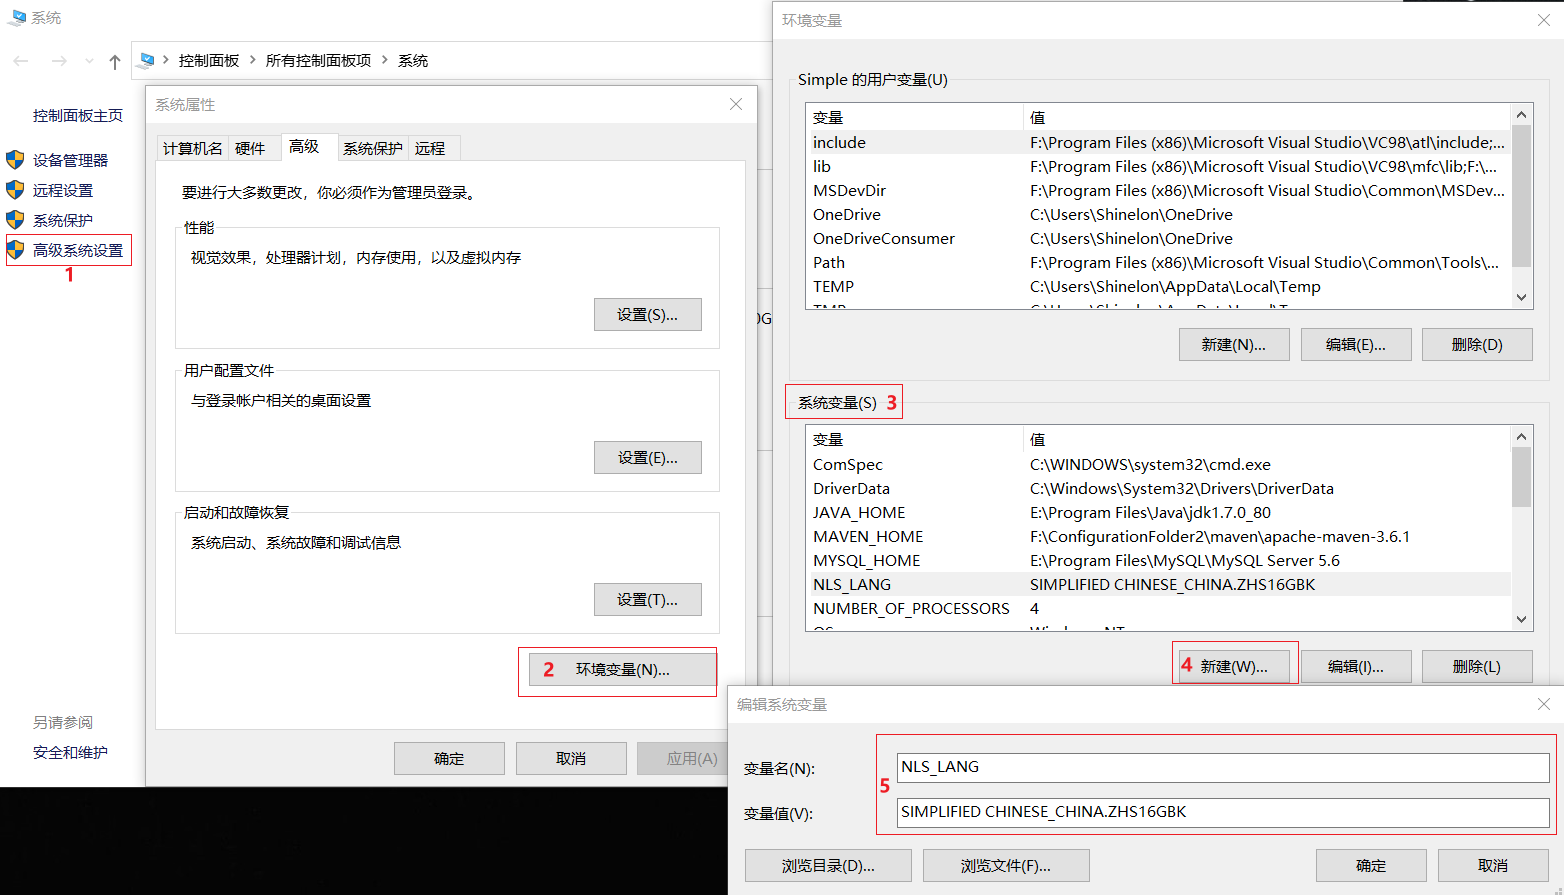 系统
控制面板 > 所有控制面板项 > 系统
控制面板主页
设备管理器
远程设置
系统保护
高级系统设置
1
另请参阅
安全和维护
系统属性
计算机名 硬件 高级 系统保护 远程
要进行大多数更改，你必须作为管理员登录。
性能
视觉效果，处理器计划，内存使用，以及虚拟内存
设置(S)...
用户配置文件
与登录帐户相关的桌面设置
设置(E)...
启动和故障恢复
系统启动、系统故障和调试信息
设置(T)...
2 环境变量(N)...
确定 取消 应用(A)
环境变量
Simple 的用户变量(U)
变量 值
include F:\Program Files (x86)\Microsoft Visual Studio\VC98\atl\include;...
lib F:\Program Files (x86)\Microsoft Visual Studio\VC98\mfc\lib;F:\...
MSDevDir F:\Program Files (x86)\Microsoft Visual Studio\Common\MSDev...
OneDrive C:\Users\Shinelon\OneDrive
OneDriveConsumer C:\Users\Shinelon\OneDrive
Path F:\Program Files (x86)\Microsoft Visual Studio\Common\Tools\...
TEMP C:\Users\Shinelon\AppData\Local\Temp
新建(N)... 编辑(E)... 删除(D)
系统变量(S) 3
变量 值
ComSpec C:\WINDOWS\system32\cmd.exe
DriverData C:\Windows\System32\Drivers\DriverData
JAVA_HOME E:\Program Files\Java\jdk1.7.0_80
MAVEN_HOME F:\ConfigurationFolder2\maven\apache-maven-3.6.1
MYSQL_HOME E:\Program Files\MySQL\MySQL Server 5.6
NLS_LANG SIMPLIFIED CHINESE_CHINA.ZHS16GBK
NUMBER_OF_PROCESSORS 4
4 新建(W)... 编辑(I)... 删除(L)
编辑系统变量
变量名(N): NLS_LANG
5
变量值(V): SIMPLIFIED CHINESE_CHINA.ZHS16GBK
浏览目录(D)... 浏览文件(F)... 确定 取消